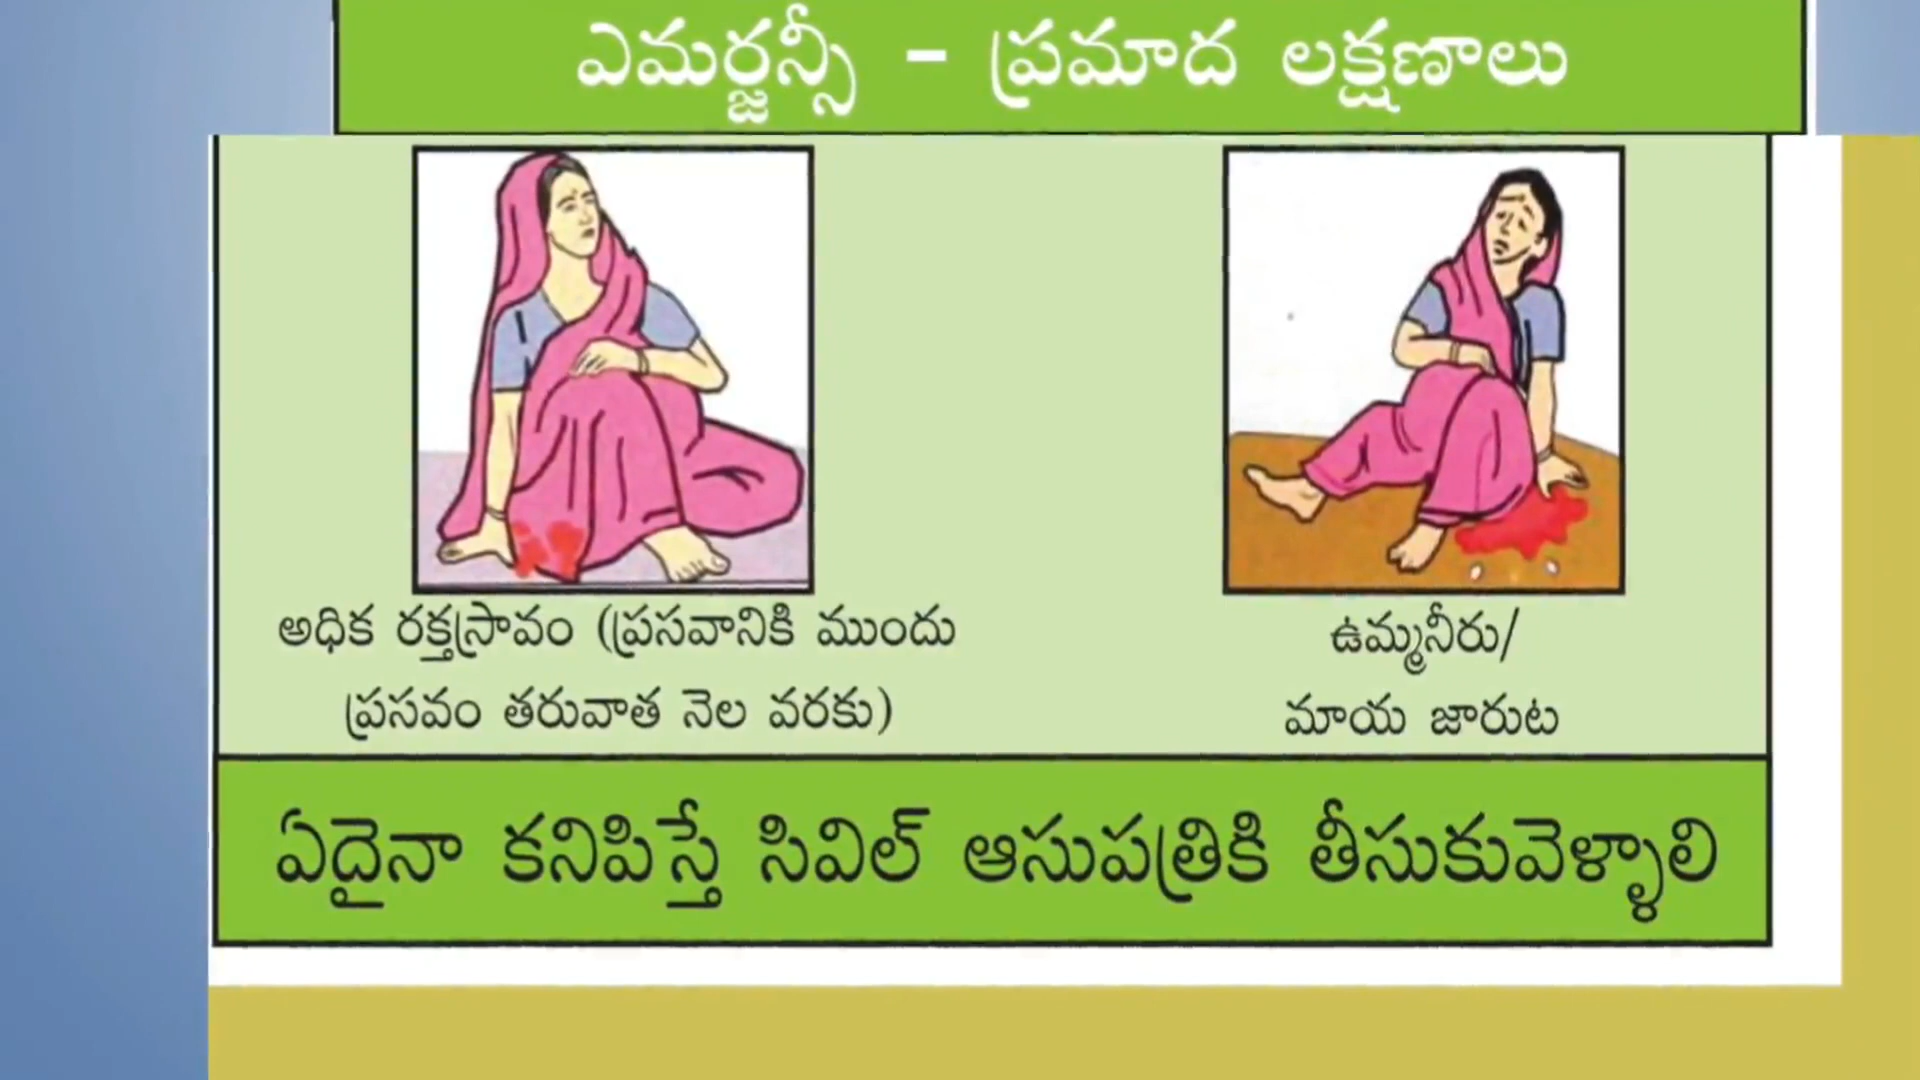 ఎమర్జన్సీ - ప్రమాద లక్షణాలు
అధిక రక్తస్రావం (ప్రసవానికి ముందు
ప్రసవం తరువాత నెల వరకు)
ఉమ్మనీరు/
మాయ జారుట
ఏదైనా కనిపిస్తే సివిల్ ఆసుపత్రికి తీసుకువెళ్ళాలి